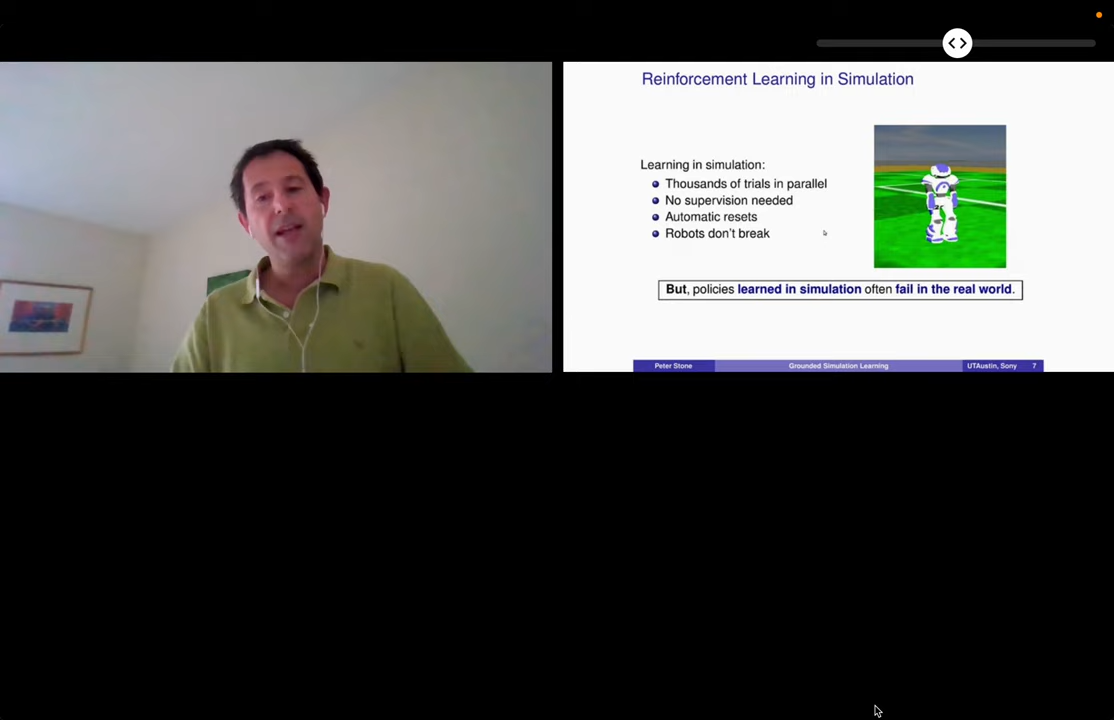 Reinforcement Learning in Simulation
Learning in simulation:
Thousands of trials in parallel
No supervision needed
Automatic resets
Robots don't break
But, policies learned in simulation often fail in the real world.
Peter Stone Grounded Simulation Learning UTAustin, Sony 7